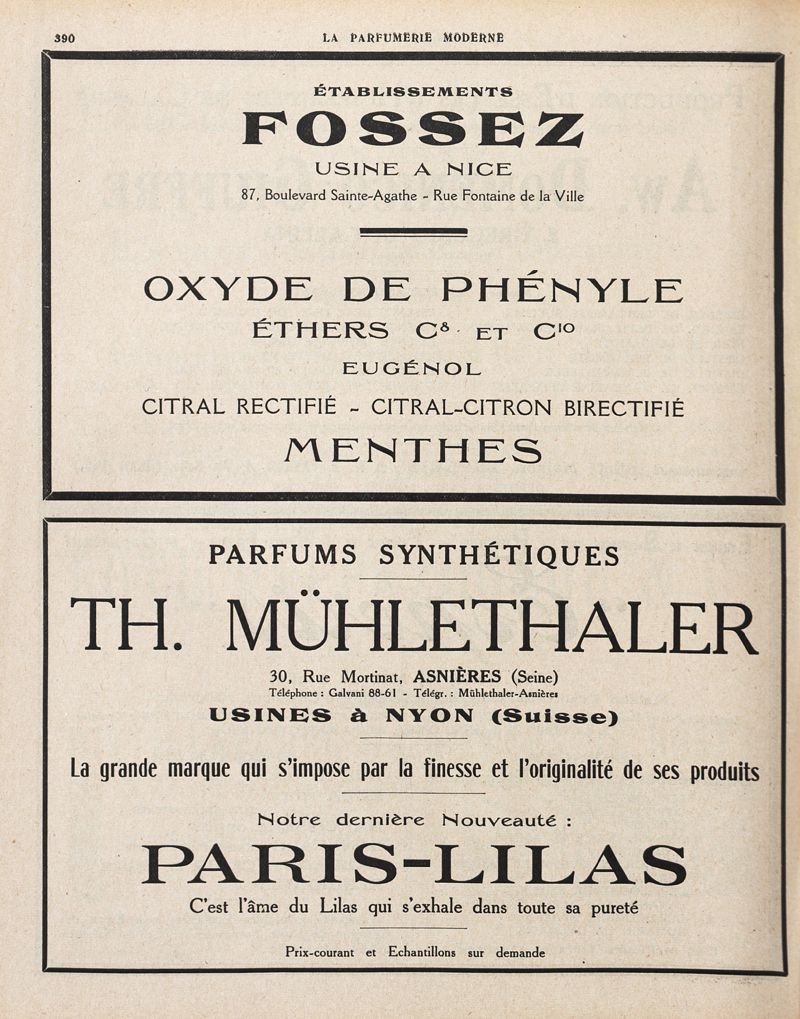 390
LA PARFUMERIE MODERNE
ÉTABLISSEMENTS
FOSSEZ
USINE A NICE
87, Boulevard Sainte-Agathe - Rue Fontaine de la Ville
OXYDE DE PHÉNYLE
ÉTHERS C⁸ ET C¹⁰
EUGÉNOL
CITRAL RECTIFIÉ - CITRAL-CITRON BIRECTIFIÉ
MENTHES
PARFUMS SYNTHÉTIQUES
TH. MÜHLETHALER
30, Rue Mortinat, ASNIÈRES (Seine)
Téléphone : Galvani 88-61 - Télégr. : Mühlethaler-Asnières
USINES à NYON (Suisse)
La grande marque qui s'impose par la finesse et l'originalité de ses produits
Notre dernière Nouveauté :
PARIS-LILAS
C'est l'âme du Lilas qui s'exhale dans toute sa pureté
Prix-courant et Echantillons sur demande